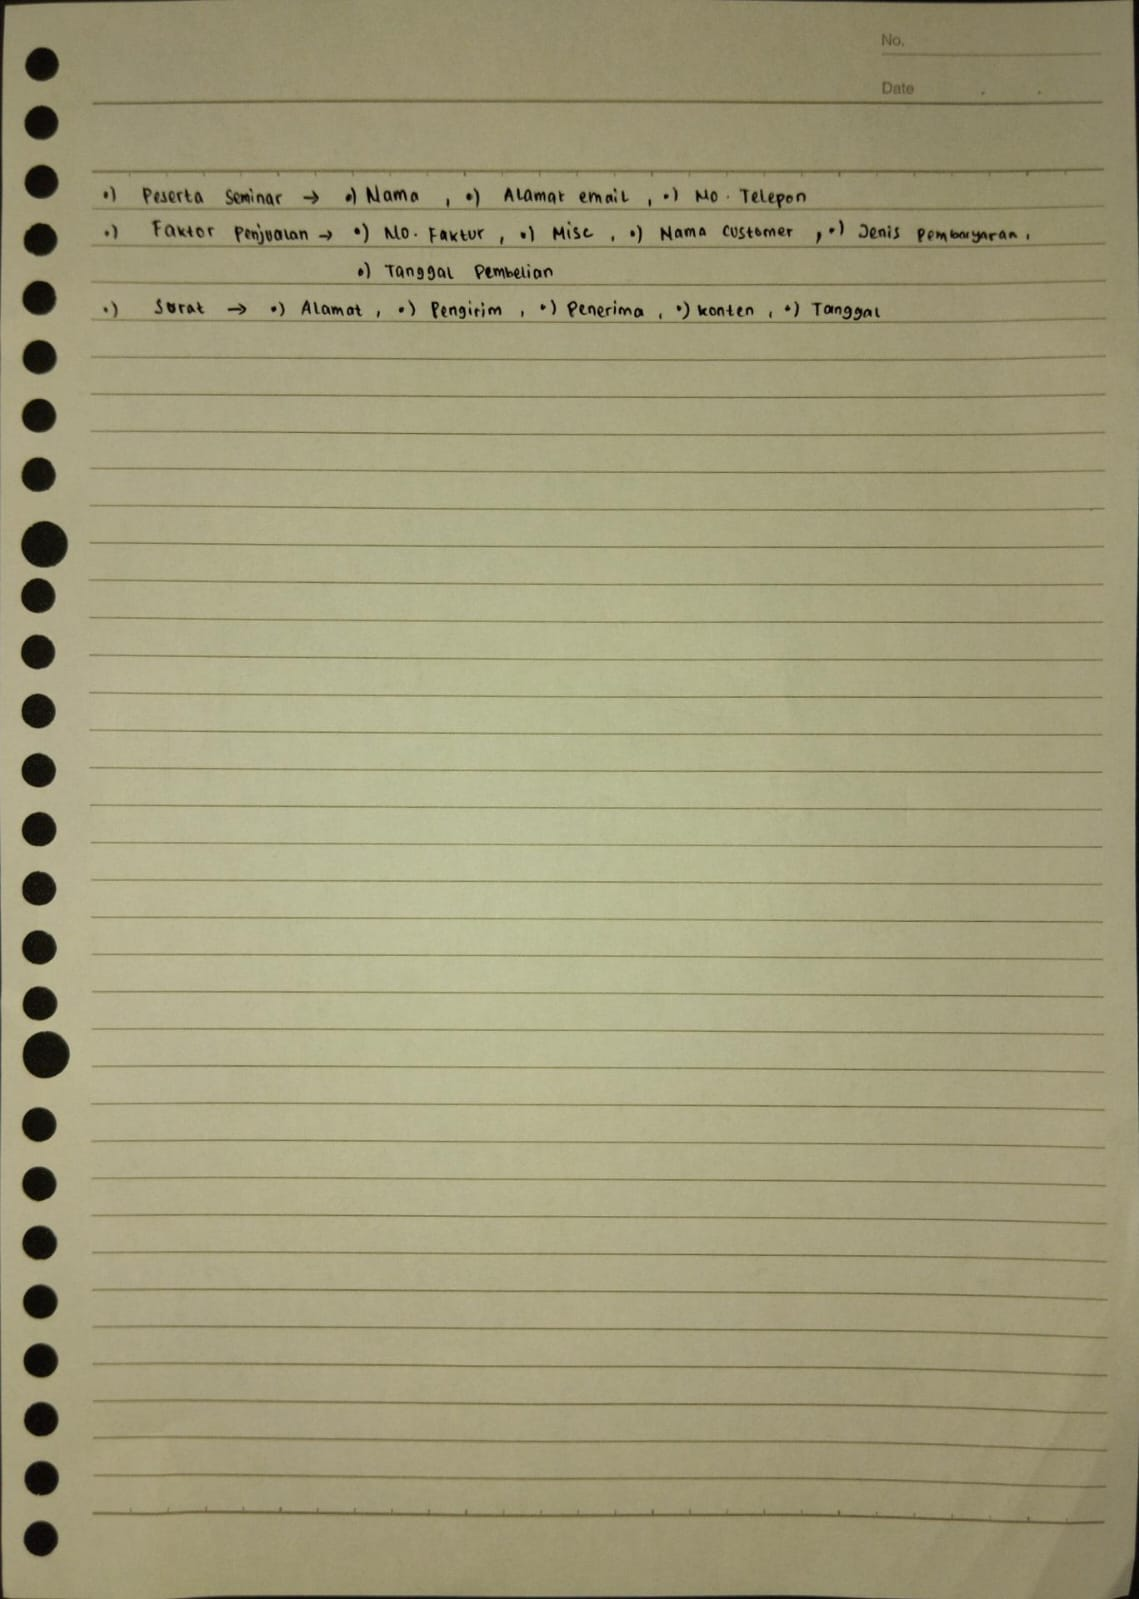 No.
Date . .
•) Peserta Seminar → •) Nama , •) Alamat email , •) No. Telepon
•) Faktor Penjualan → •) No. Faktur , •) Misc , •) Nama Customer , •) Jenis Pembaryaran ,
•) Tanggal Pembelian
•) Surat → •) Alamat , •) Pengirim , •) Penerima , •) konten , •) Tanggal